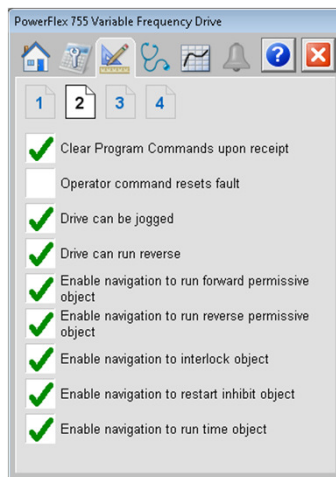 PowerFlex 755 Variable Frequency Drive
?
1 2 3 4
Clear Program Commands upon receipt
Operator command resets fault
Drive can be jogged
Drive can run reverse
Enable navigation to run forward permissive
object
Enable navigation to run reverse permissive
object
Enable navigation to interlock object
Enable navigation to restart inhibit object
Enable navigation to run time object